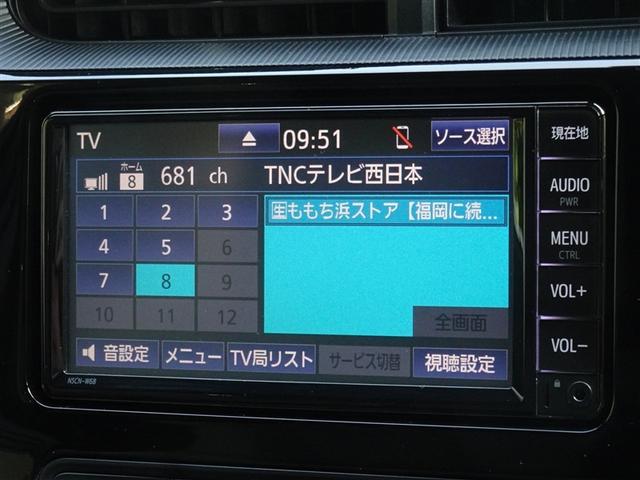 TV 09:51 ソース選択 現在地
ホーム 8 681 ch TNCテレビ西日本
AUDIO
PWR
1 2 3 生ももち浜ストア【福岡に続...
4 5 6
MENU
CTRL
7 8 9
VOL+
10 11 12 全画面
音設定 メニュー TV局リスト サービス切替 視聴設定
VOL-
NSCN-W68